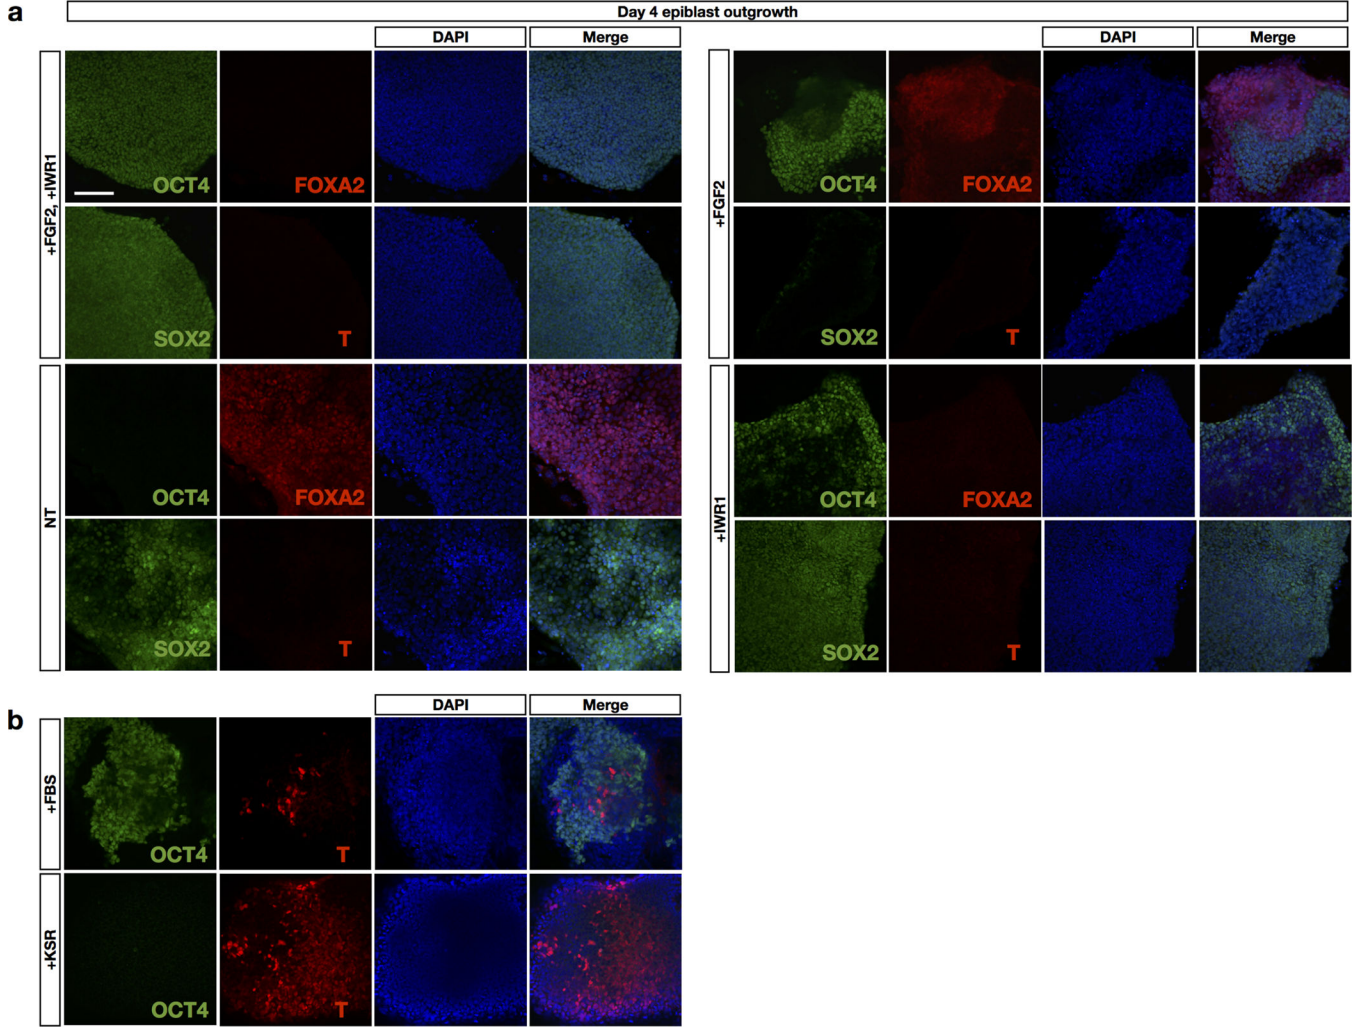 a
Day 4 epiblast outgrowth
DAPI
Merge
+FGF2, +IWR1
OCT4
FOXA2
SOX2
T
NT
OCT4
FOXA2
SOX2
T
DAPI
Merge
+FGF2
OCT4
FOXA2
SOX2
T
+IWR1
OCT4
FOXA2
SOX2
T
b
DAPI
Merge
+FBS
OCT4
T
+KSR
OCT4
T